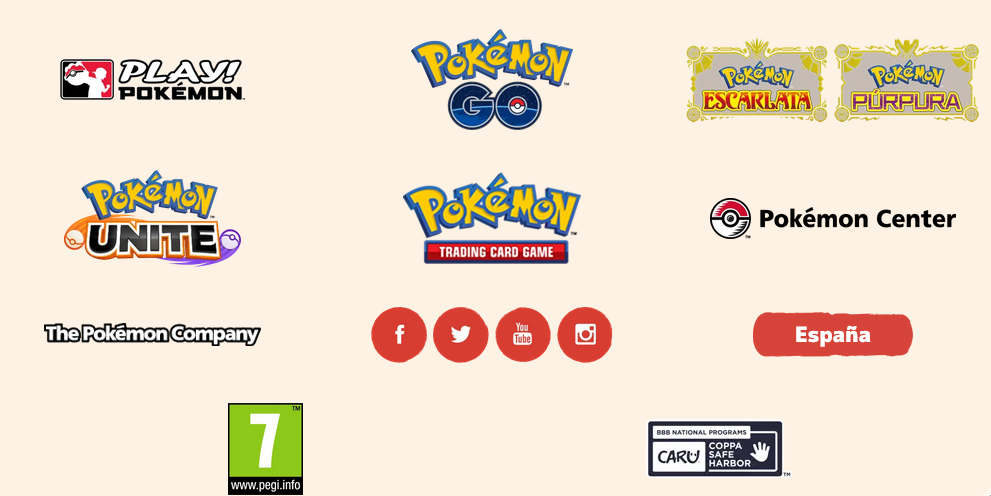 PLAY!
POKÉMON
POKÉMON
GO
POKÉMON
ESCARLATA
POKÉMON
PÚRPURA
POKÉMON
UNITE
POKÉMON
TRADING CARD GAME
Pokémon Center
The Pokémon Company
f
You
Tube
España
7
www.pegi.info
BBB NATIONAL PROGRAMS
CARU
COPPA
SAFE
HARBOR